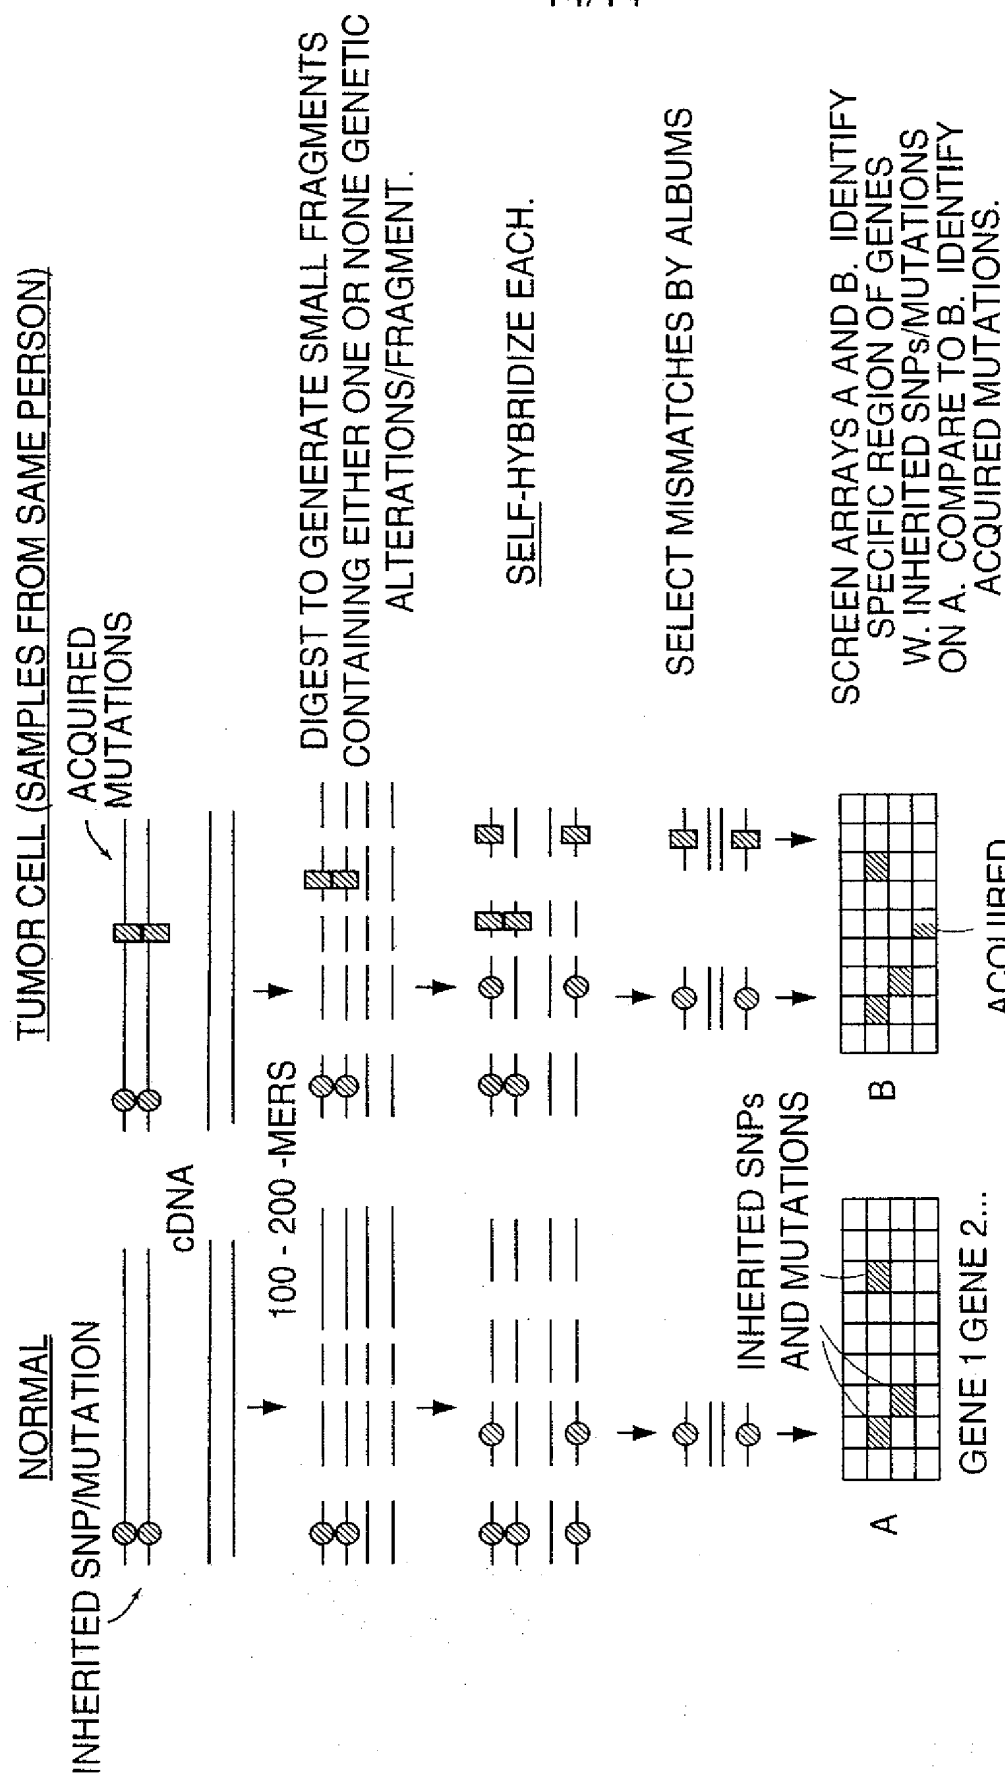 NORMAL
TUMOR CELL (SAMPLES FROM SAME PERSON)
INHERITED SNP/MUTATION
ACQUIRED
MUTATIONS
cDNA
100 - 200 -MERS
DIGEST TO GENERATE SMALL FRAGMENTS
CONTAINING EITHER ONE OR NONE GENETIC
ALTERATIONS/FRAGMENT.
SELF-HYBRIDIZE EACH.
SELECT MISMATCHES BY ALBUMS
INHERITED SNPs
AND MUTATIONS
A
B
SCREEN ARRAYS A AND B. IDENTIFY
SPECIFIC REGION OF GENES
W. INHERITED SNPs/MUTATIONS
ON A. COMPARE TO B. IDENTIFY
ACQUIRED MUTATIONS.
GENE 1 GENE 2...
ACQUIRED